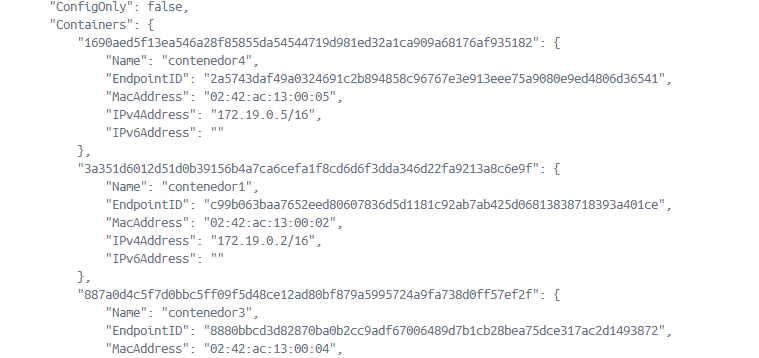 "ConfigOnly": false,
"Containers": {
"1690aed5f13ea546a28f85855da54544719d981ed32a1ca909a68176af935182": {
"Name": "contenedor4",
"EndpointID": "2a5743daf49a0324691c2b894858c96767e3e913eee75a9080e9ed4806d36541",
"MacAddress": "02:42:ac:13:00:05",
"IPv4Address": "172.19.0.5/16",
"IPv6Address": ""
},
"3a351d6012d51d0b39156b4a7ca6cefa1f8cd6d6f3dda346d22fa9213a8c6e9f": {
"Name": "contenedor1",
"EndpointID": "c99b063baa7652eed80607836d5d1181c92ab7ab425d06813838718393a401ce",
"MacAddress": "02:42:ac:13:00:02",
"IPv4Address": "172.19.0.2/16",
"IPv6Address": ""
},
"887a0d4c5f7d0bbc5ff09f5d48ce12ad80bf879a5995724a9fa738d0ff57ef2f": {
"Name": "contenedor3",
"EndpointID": "8880bbcd3d82870ba0b2cc9adf67006489d7b1cb28bea75dce317ac2d1493872",
"MacAddress": "02:42:ac:13:00:04",